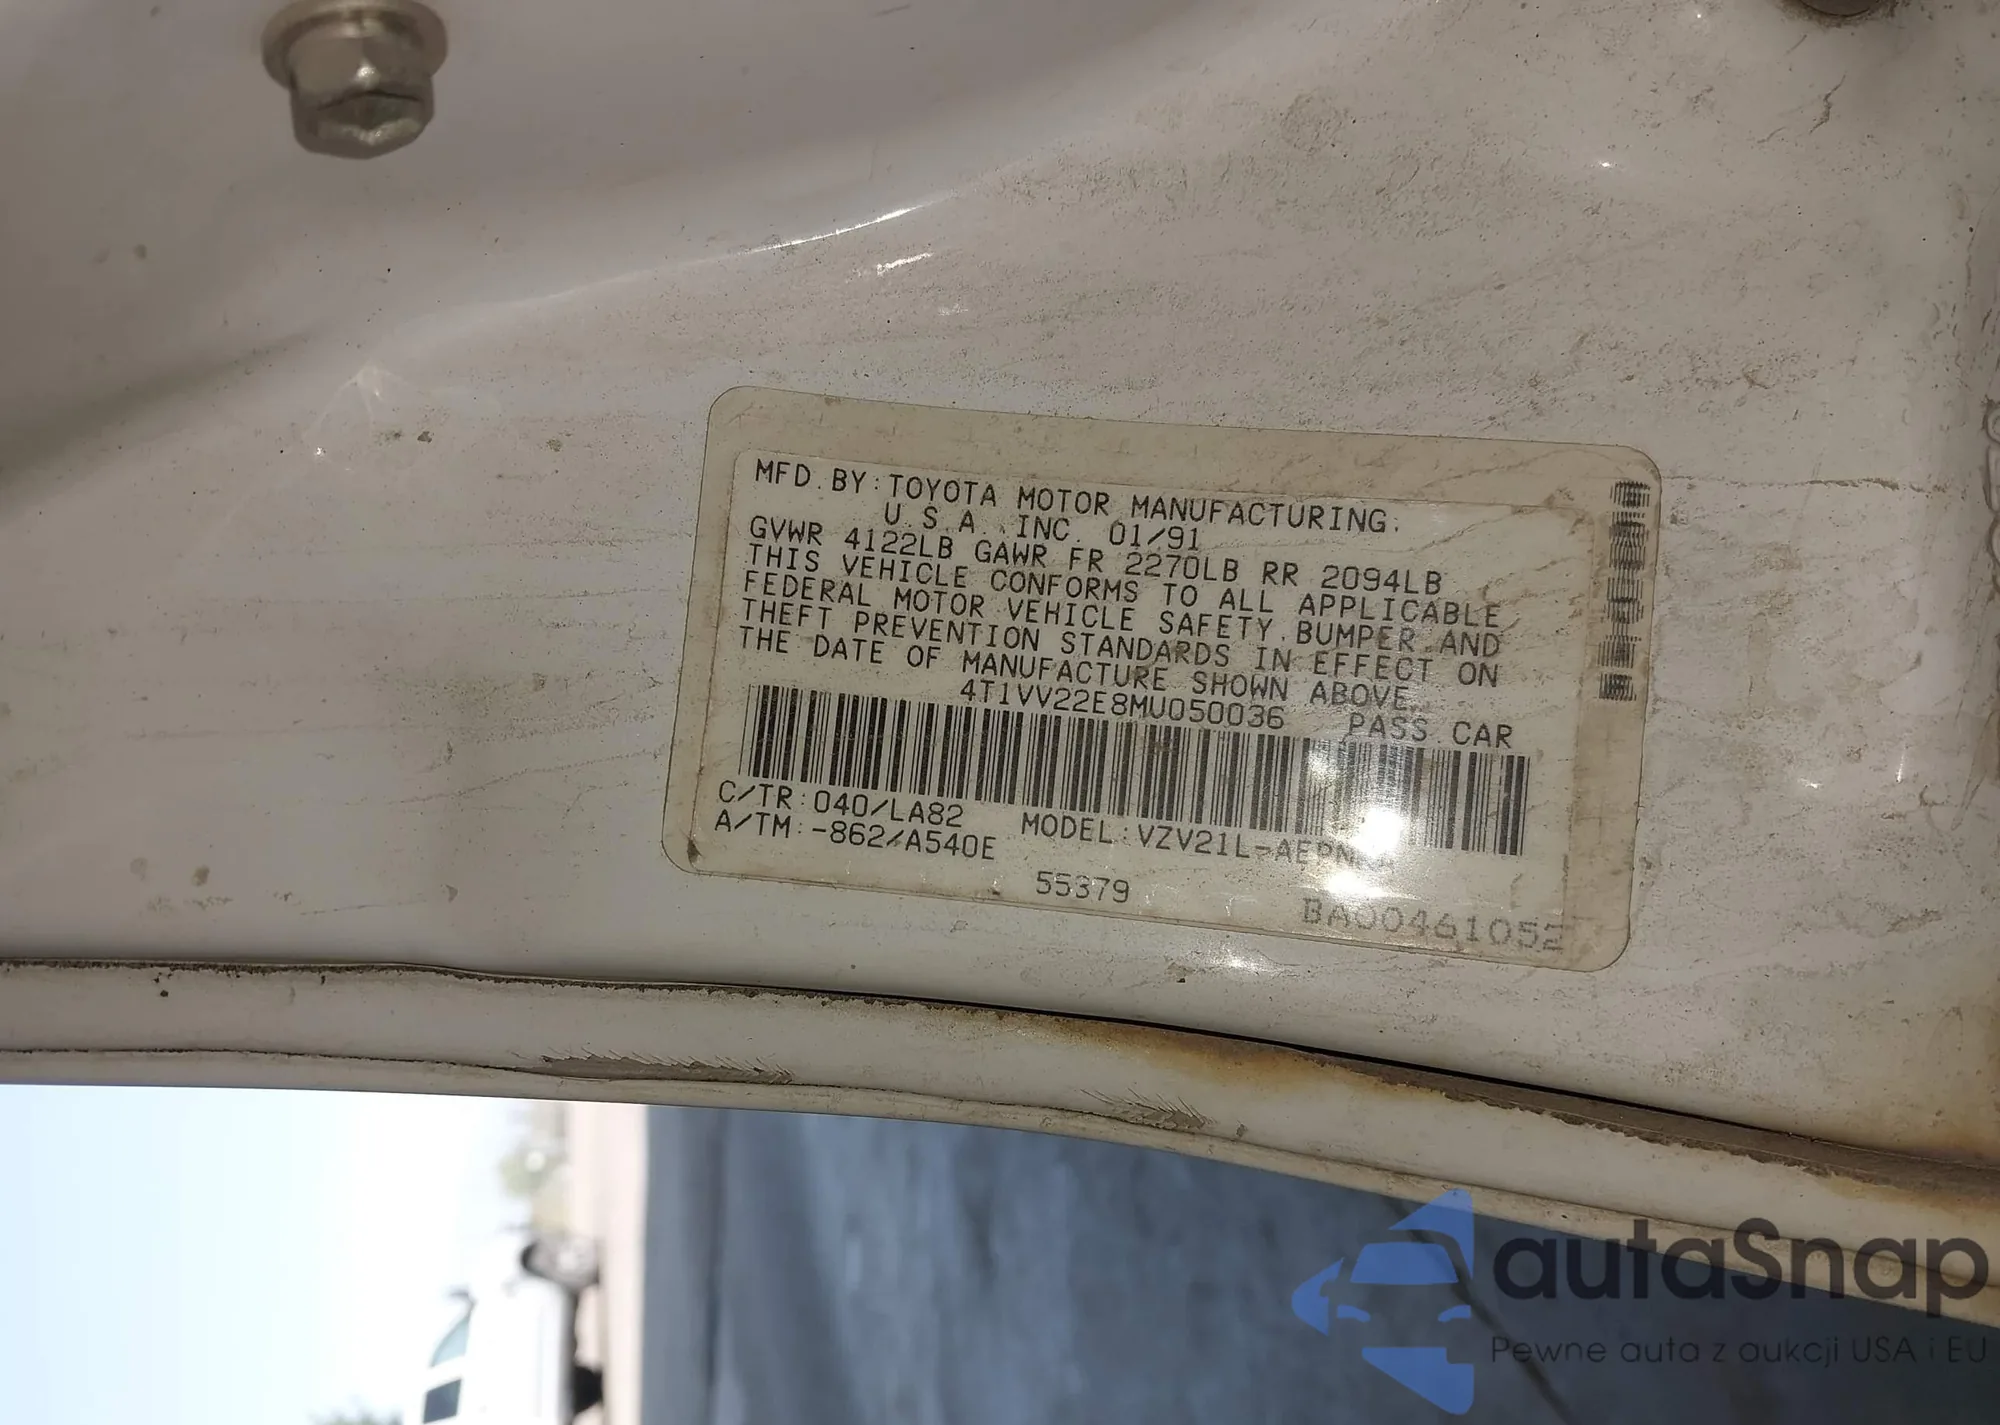 MFD. BY: TOYOTA MOTOR MANUFACTURING,
U.S.A., INC. 01/91
GVWR 4122LB GAWR FR 2270LB RR 2094LB
THIS VEHICLE CONFORMS TO ALL APPLICABLE
FEDERAL MOTOR VEHICLE SAFETY, BUMPER AND
THEFT PREVENTION STANDARDS IN EFFECT ON
THE DATE OF MANUFACTURE SHOWN ABOVE.
4T1VV22E8MU050036 PASS. CAR
C/TR: 040/LA82
A/TM: -862/A540E MODEL:
55379
BA00461052
autaSnap
Pewne auta z aukcji USA i EU